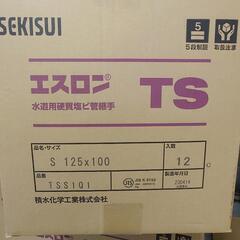 SEKISUI
5
5段制限
取扱注意
エスロン®
TS
水道用硬質塩ビ管継手
品名・サイズ
S 125x100
入数
12
品番
TSS1Q1
製造年月日
220414
積水化学工業株式会社